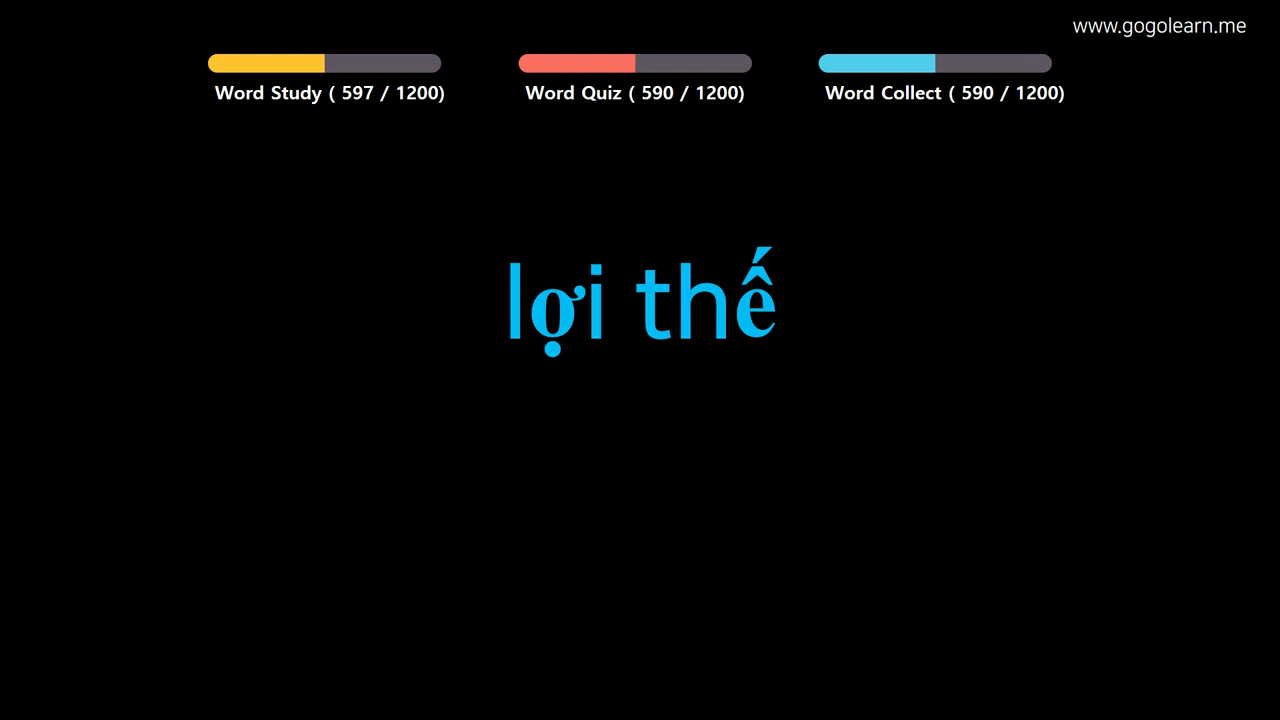 www.gogolearn.me
Word Study ( 597 / 1200)
Word Quiz ( 590 / 1200)
Word Collect ( 590 / 1200)
lợi thế